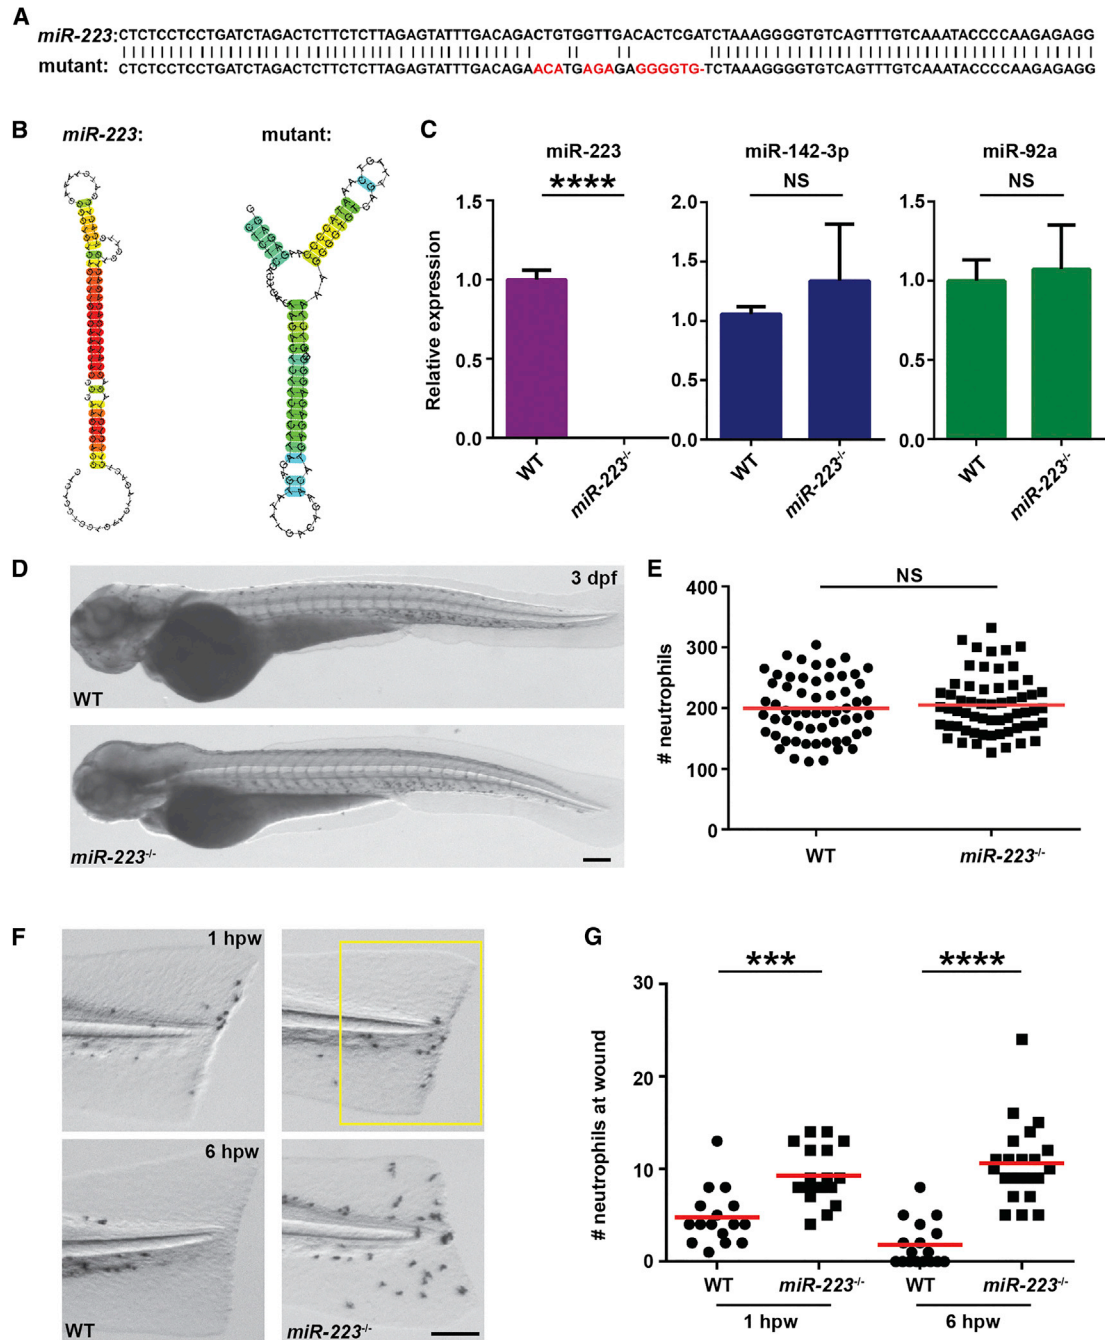 A
miR-223:CTCTCCTCCTGATCTAGACTCTTCTCTTAGAGTATTTGACAGACTGTGGTTGACACTCGATCTAAAGGGGTGTCAGTTTGTCAAATACCCCAAGAGAGG
mutant: CTCTCCTCCTGATCTAGACTCTTCTCTTAGAGTATTTGACAGAACATGAGAGAGGGGTG-TCTAAAGGGGTGTCAGTTTGTCAAATACCCCAAGAGAGG
B
miR-223:
mutant:
C
miR-223
miR-142-3p
miR-92a
****
NS
NS
Relative expression
1.5
1.0
0.5
0.0
2.0
1.5
1.0
0.5
0.0
1.5
1.0
0.5
0.0
WT
miR-223-/-
WT
miR-223-/-
WT
miR-223-/-
D
3 dpf
WT
miR-223-/-
E
NS
# neutrophils
400
300
200
100
0
WT
miR-223-/-
F
1 hpw
6 hpw
WT
miR-223-/-
G
***
****
# neutrophils at wound
30
20
10
0
WT
miR-223-/-
WT
miR-223-/-
1 hpw
6 hpw